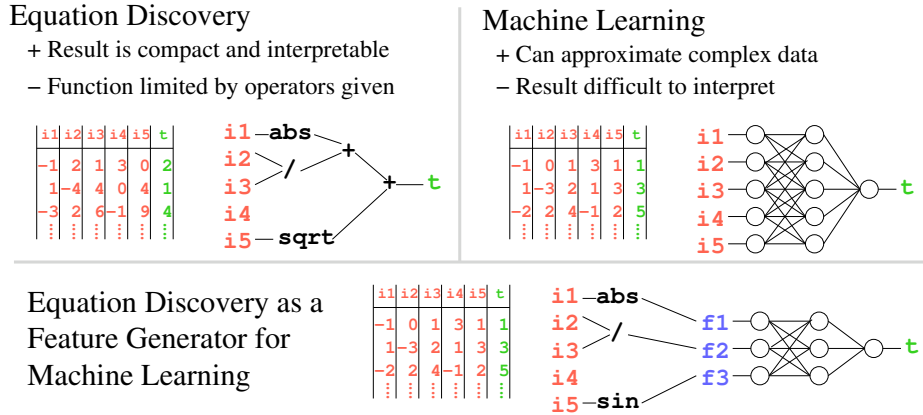 Equation Discovery
+ Result is compact and interpretable
− Function limited by operators given
i1 i2 i3 i4 i5 t
−1 2 1 3 0 2
1 −4 4 0 4 1
−3 2 6 −1 9 4
i1 abs
i2
/
+
i3
+ t
i4
i5 sqrt
Machine Learning
+ Can approximate complex data
− Result difficult to interpret
i1 i2 i3 i4 i5 t
−1 0 1 3 1 1
1 −3 2 1 3 3
−2 2 4 −1 2 5
i1
i2
i3 t
i4
i5
Equation Discovery as a
Feature Generator for
Machine Learning
i1 i2 i3 i4 i5 t
−1 0 1 3 1 1
1 −3 2 1 3 3
−2 2 4 −1 2 5
i1 abs
i2
/
i3
i4
i5 sin
f1
f2 t
f3